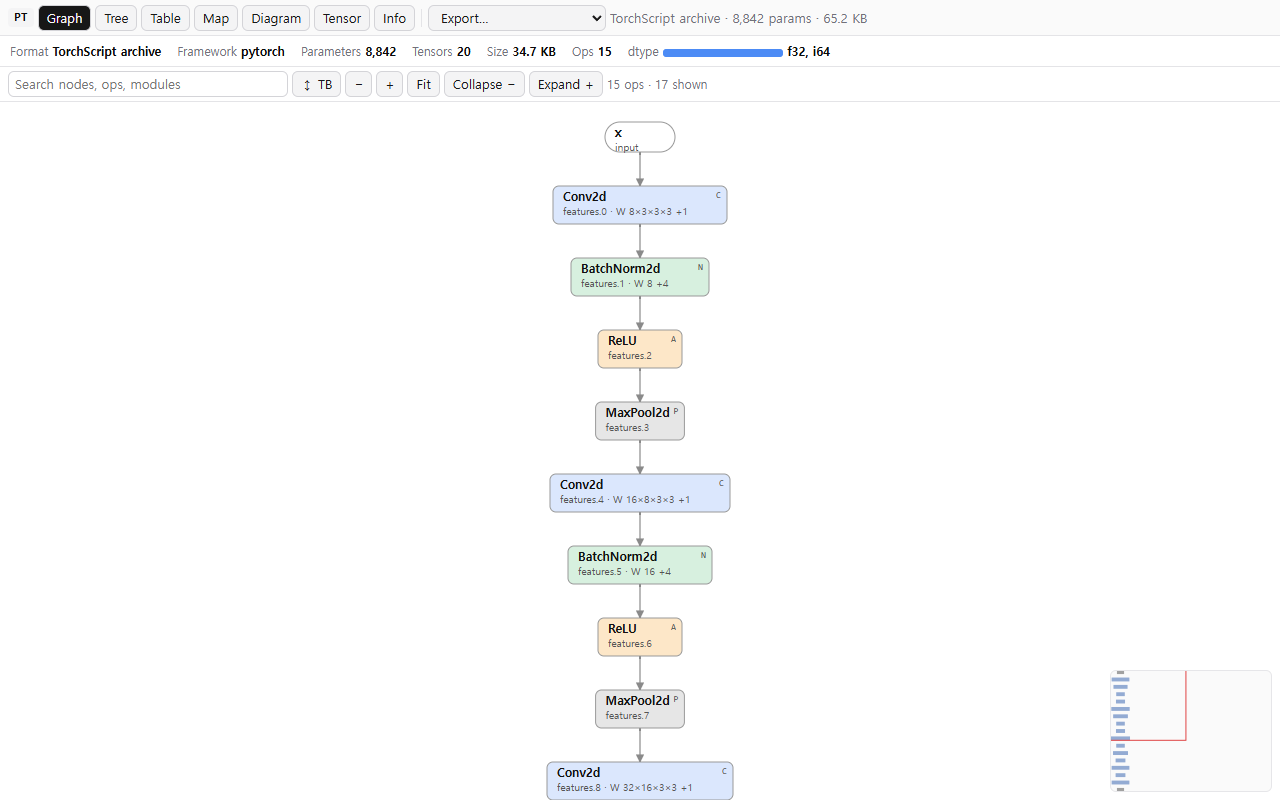 PT Graph Tree Table Map Diagram Tensor Info Export... TorchScript archive · 8,842 params · 65.2 KB
Format TorchScript archive Framework pytorch Parameters 8,842 Tensors 20 Size 34.7 KB Ops 15 dtype f32, i64
Search nodes, ops, modules ↕ TB − + Fit Collapse − Expand + 15 ops · 17 shown
x
input
Conv2d C
features.0 · W 8×3×3×3 +1
BatchNorm2d N
features.1 · W 8 +4
ReLU A
features.2
MaxPool2d P
features.3
Conv2d C
features.4 · W 16×8×3×3 +1
BatchNorm2d N
features.5 · W 16 +4
ReLU A
features.6
MaxPool2d P
features.7
Conv2d C
features.8 · W 32×16×3×3 +1